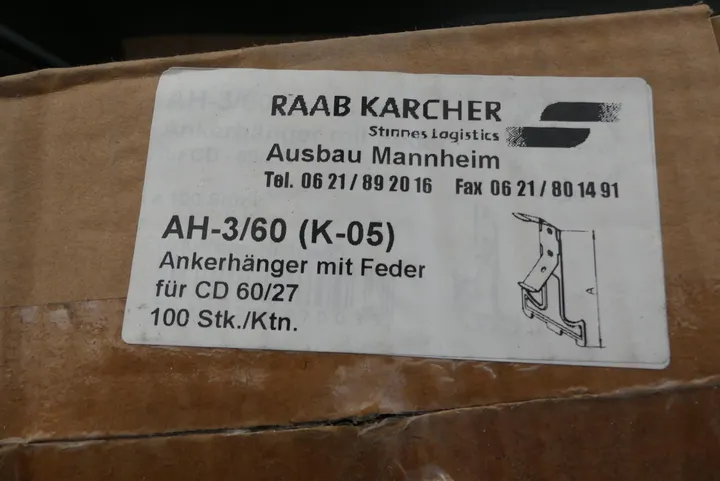 RAAB KARCHER
Stinnes Logistics
Ausbau Mannheim
Tel. 06 21/ 89 20 16 Fax 06 21 / 80 14 91
AH-3/60 (K-05)
Ankerhänger mit Feder
für CD 60/27
100 Stk./Ktn.
A